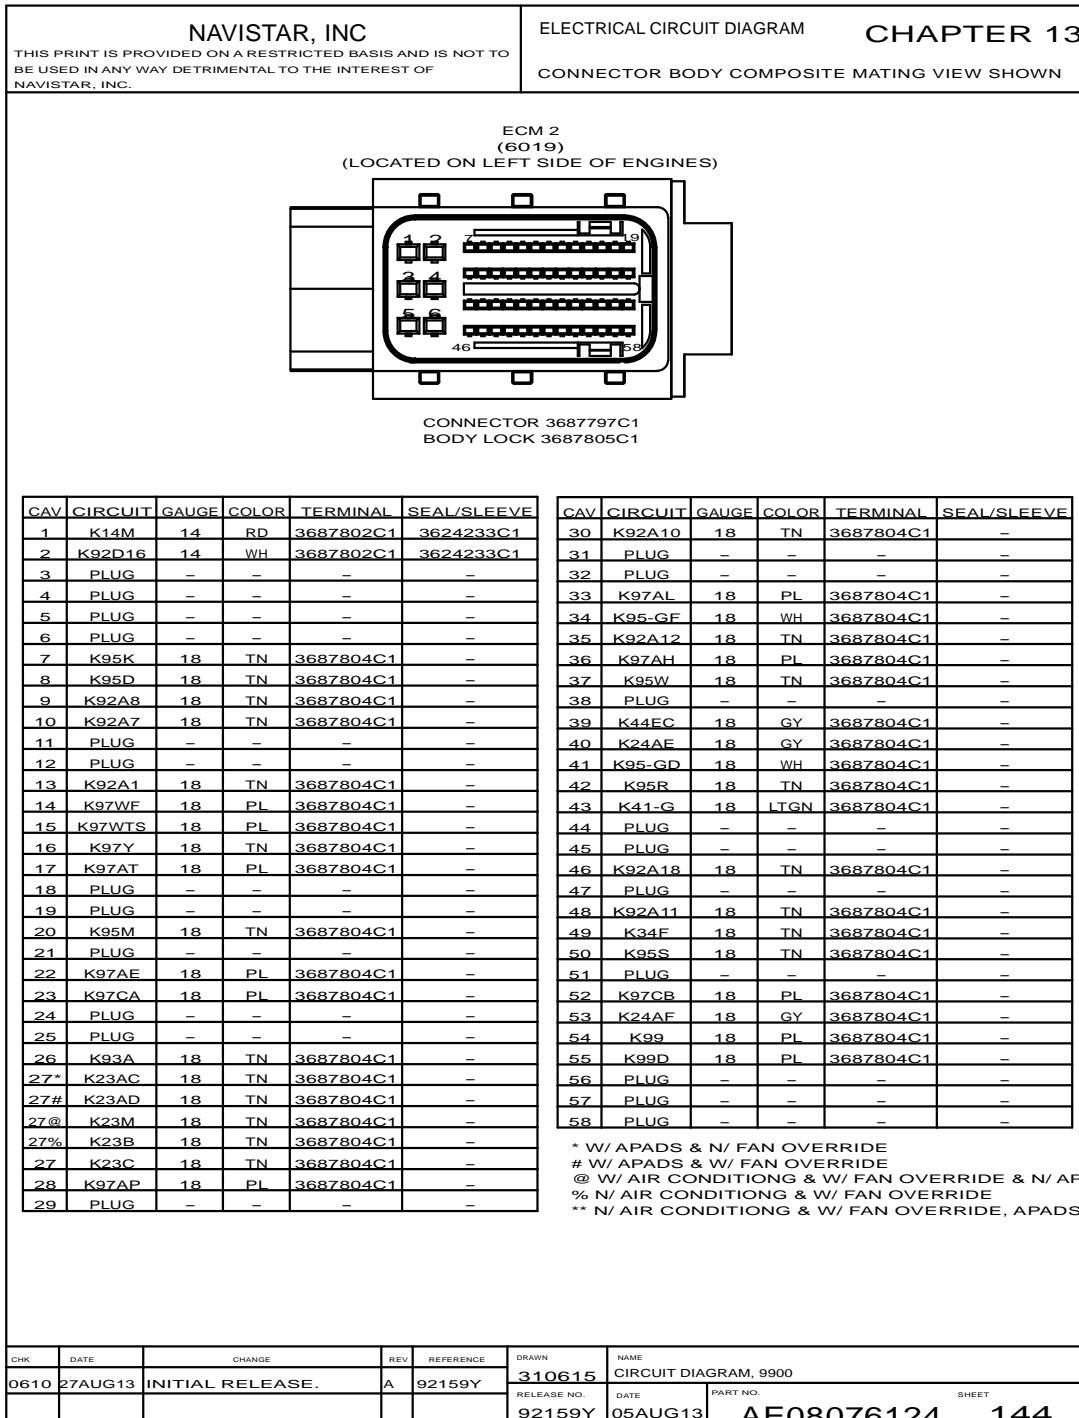 NAVISTAR, INC
THIS PRINT IS PROVIDED ON A RESTRICTED BASIS AND IS NOT TO
BE USED IN ANY WAY DETRIMENTAL TO THE INTEREST OF
NAVISTAR, INC.
ELECTRICAL CIRCUIT DIAGRAM CHAPTER 13
CONNECTOR BODY COMPOSITE MATING VIEW SHOWN
ECM 2
(6019)
(LOCATED ON LEFT SIDE OF ENGINES)
1 2 7 19
3 4
5 6
46 58
CONNECTOR 3687797C1
BODY LOCK 3687805C1
CAV CIRCUIT GAUGE COLOR TERMINAL SEAL/SLEEVE
1 K14M 14 RD 3687802C1 3624233C1
2 K92D16 14 WH 3687802C1 3624233C1
3 PLUG – – – –
4 PLUG – – – –
5 PLUG – – – –
6 PLUG – – – –
7 K95K 18 TN 3687804C1 –
8 K95D 18 TN 3687804C1 –
9 K92A8 18 TN 3687804C1 –
10 K92A7 18 TN 3687804C1 –
11 PLUG – – – –
12 PLUG – – – –
13 K92A1 18 TN 3687804C1 –
14 K97WF 18 PL 3687804C1 –
15 K97WTS 18 PL 3687804C1 –
16 K97Y 18 TN 3687804C1 –
17 K97AT 18 PL 3687804C1 –
18 PLUG – – – –
19 PLUG – – – –
20 K95M 18 TN 3687804C1 –
21 PLUG – – – –
22 K97AE 18 PL 3687804C1 –
23 K97CA 18 PL 3687804C1 –
24 PLUG – – – –
25 PLUG – – – –
26 K93A 18 TN 3687804C1 –
27* K23AC 18 TN 3687804C1 –
27# K23AD 18 TN 3687804C1 –
27@ K23M 18 TN 3687804C1 –
27% K23B 18 TN 3687804C1 –
27 K23C 18 TN 3687804C1 –
28 K97AP 18 PL 3687804C1 –
29 PLUG – – – –
CAV CIRCUIT GAUGE COLOR TERMINAL SEAL/SLEEVE
30 K92A10 18 TN 3687804C1 –
31 PLUG – – – –
32 PLUG – – – –
33 K97AL 18 PL 3687804C1 –
34 K95-GF 18 WH 3687804C1 –
35 K92A12 18 TN 3687804C1 –
36 K97AH 18 PL 3687804C1 –
37 K95W 18 TN 3687804C1 –
38 PLUG – – – –
39 K44EC 18 GY 3687804C1 –
40 K24AE 18 GY 3687804C1 –
41 K95-GD 18 WH 3687804C1 –
42 K95R 18 TN 3687804C1 –
43 K41-G 18 LTGN 3687804C1 –
44 PLUG – – – –
45 PLUG – – – –
46 K92A18 18 TN 3687804C1 –
47 PLUG – – – –
48 K92A11 18 TN 3687804C1 –
49 K34F 18 TN 3687804C1 –
50 K95S 18 TN 3687804C1 –
51 PLUG – – – –
52 K97CB 18 PL 3687804C1 –
53 K24AF 18 GY 3687804C1 –
54 K99 18 PL 3687804C1 –
55 K99D 18 PL 3687804C1 –
56 PLUG – – – –
57 PLUG – – – –
58 PLUG – – – –
* W/ APADS & N/ FAN OVERRIDE
# W/ APADS & W/ FAN OVERRIDE
@ W/ AIR CONDITIONG & W/ FAN OVERRIDE & N/ AP
% N/ AIR CONDITIONG & W/ FAN OVERRIDE
** N/ AIR CONDITIONG & W/ FAN OVERRIDE, APADS
CHK DATE CHANGE REV REFERENCE
0610 27AUG13 INITIAL RELEASE. A 92159Y
DRAWN
310615
NAME
CIRCUIT DIAGRAM, 9900
RELEASE NO.
92159Y
DATE
05AUG13
PART NO.
AE08076124
SHEET
144